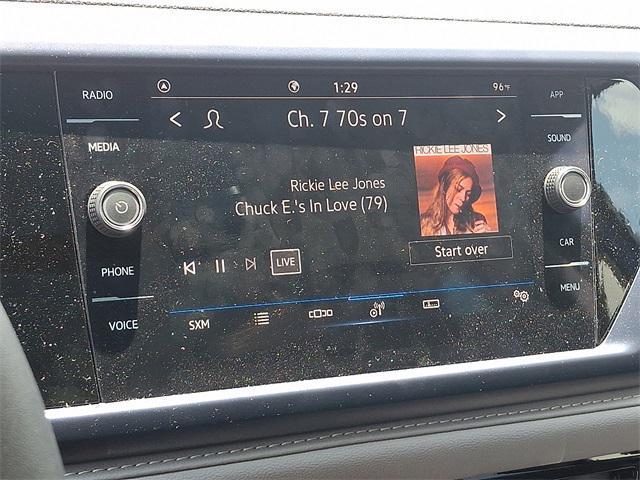 RADIO
1:29
96°F
APP
Ch. 7 70s on 7
MEDIA
SOUND
RICKIE LEE JONES
Rickie Lee Jones
Chuck E.'s In Love (79)
Start over
PHONE
LIVE
CAR
MENU
VOICE
SXM